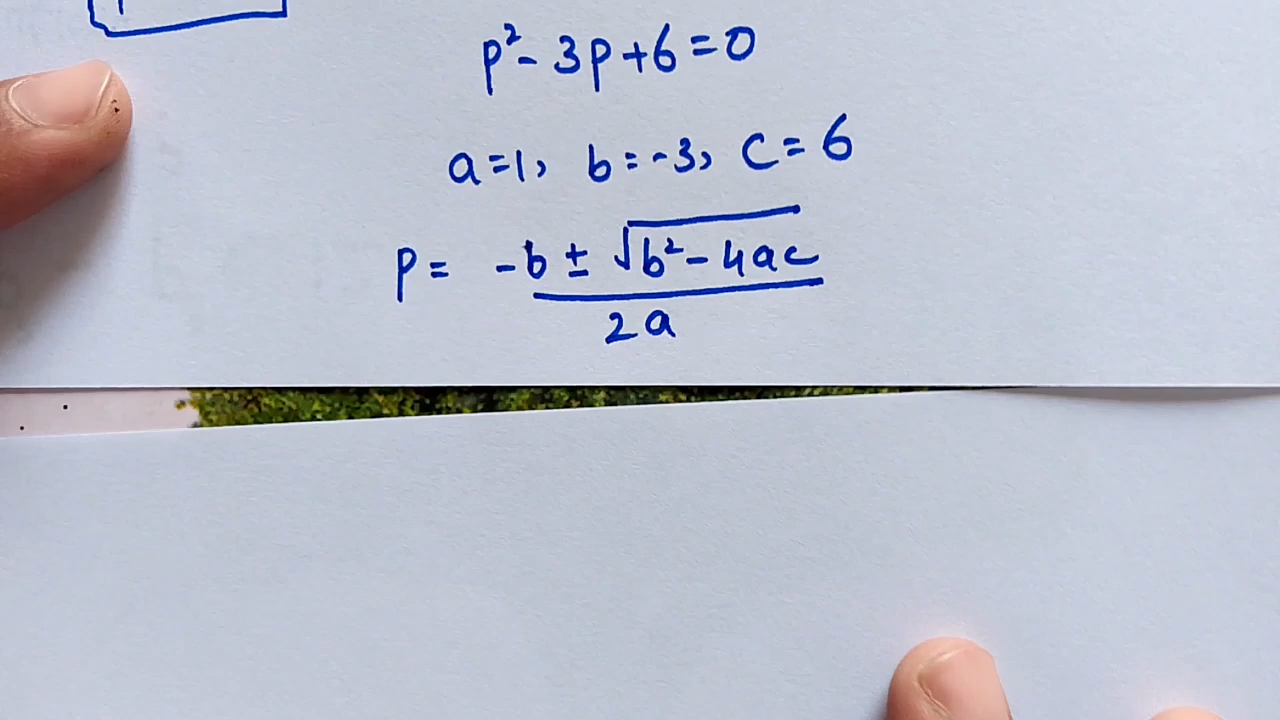 p² - 3p + 6 = 0
a = 1, b = -3, c = 6
p = -b ± √b² - 4ac
2a